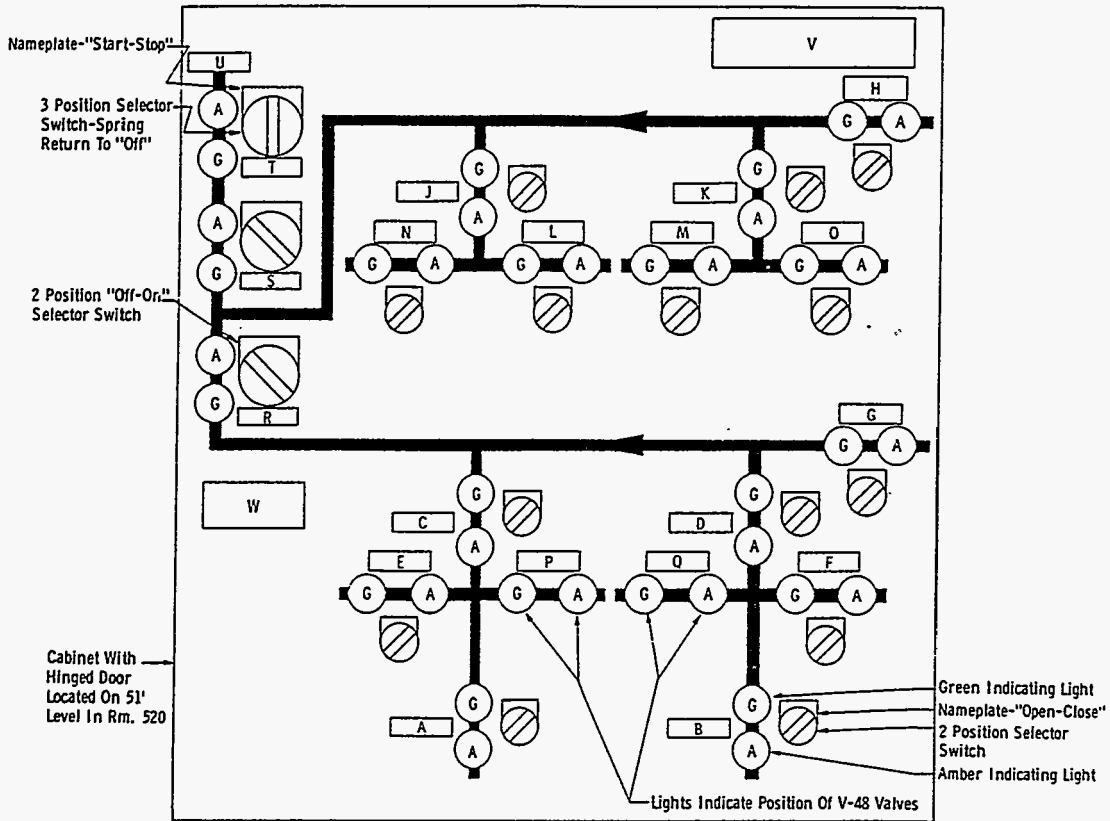 Nameplate-"Start-Stop"
U
V
H
A
G A
3 Position Selector
Switch-Spring
Return To "Off"
G
T
J
G
K
G
A
A
A
N
L
M
O
G A
G A
G A
G A
S
G
2 Position "Off-On"
Selector Switch
A
G
R
G
G A
W
G
G
C
D
A
A
E
P
Q
F
G A
G A
G A
G A
Cabinet With
Hinged Door
Located On 51'
Level In Rm. 520
G
A
A
G
B
A
Green Indicating Light
Nameplate-"Open-Close"
2 Position Selector
Switch
Amber Indicating Light
Lights Indicate Position Of V-48 Valves